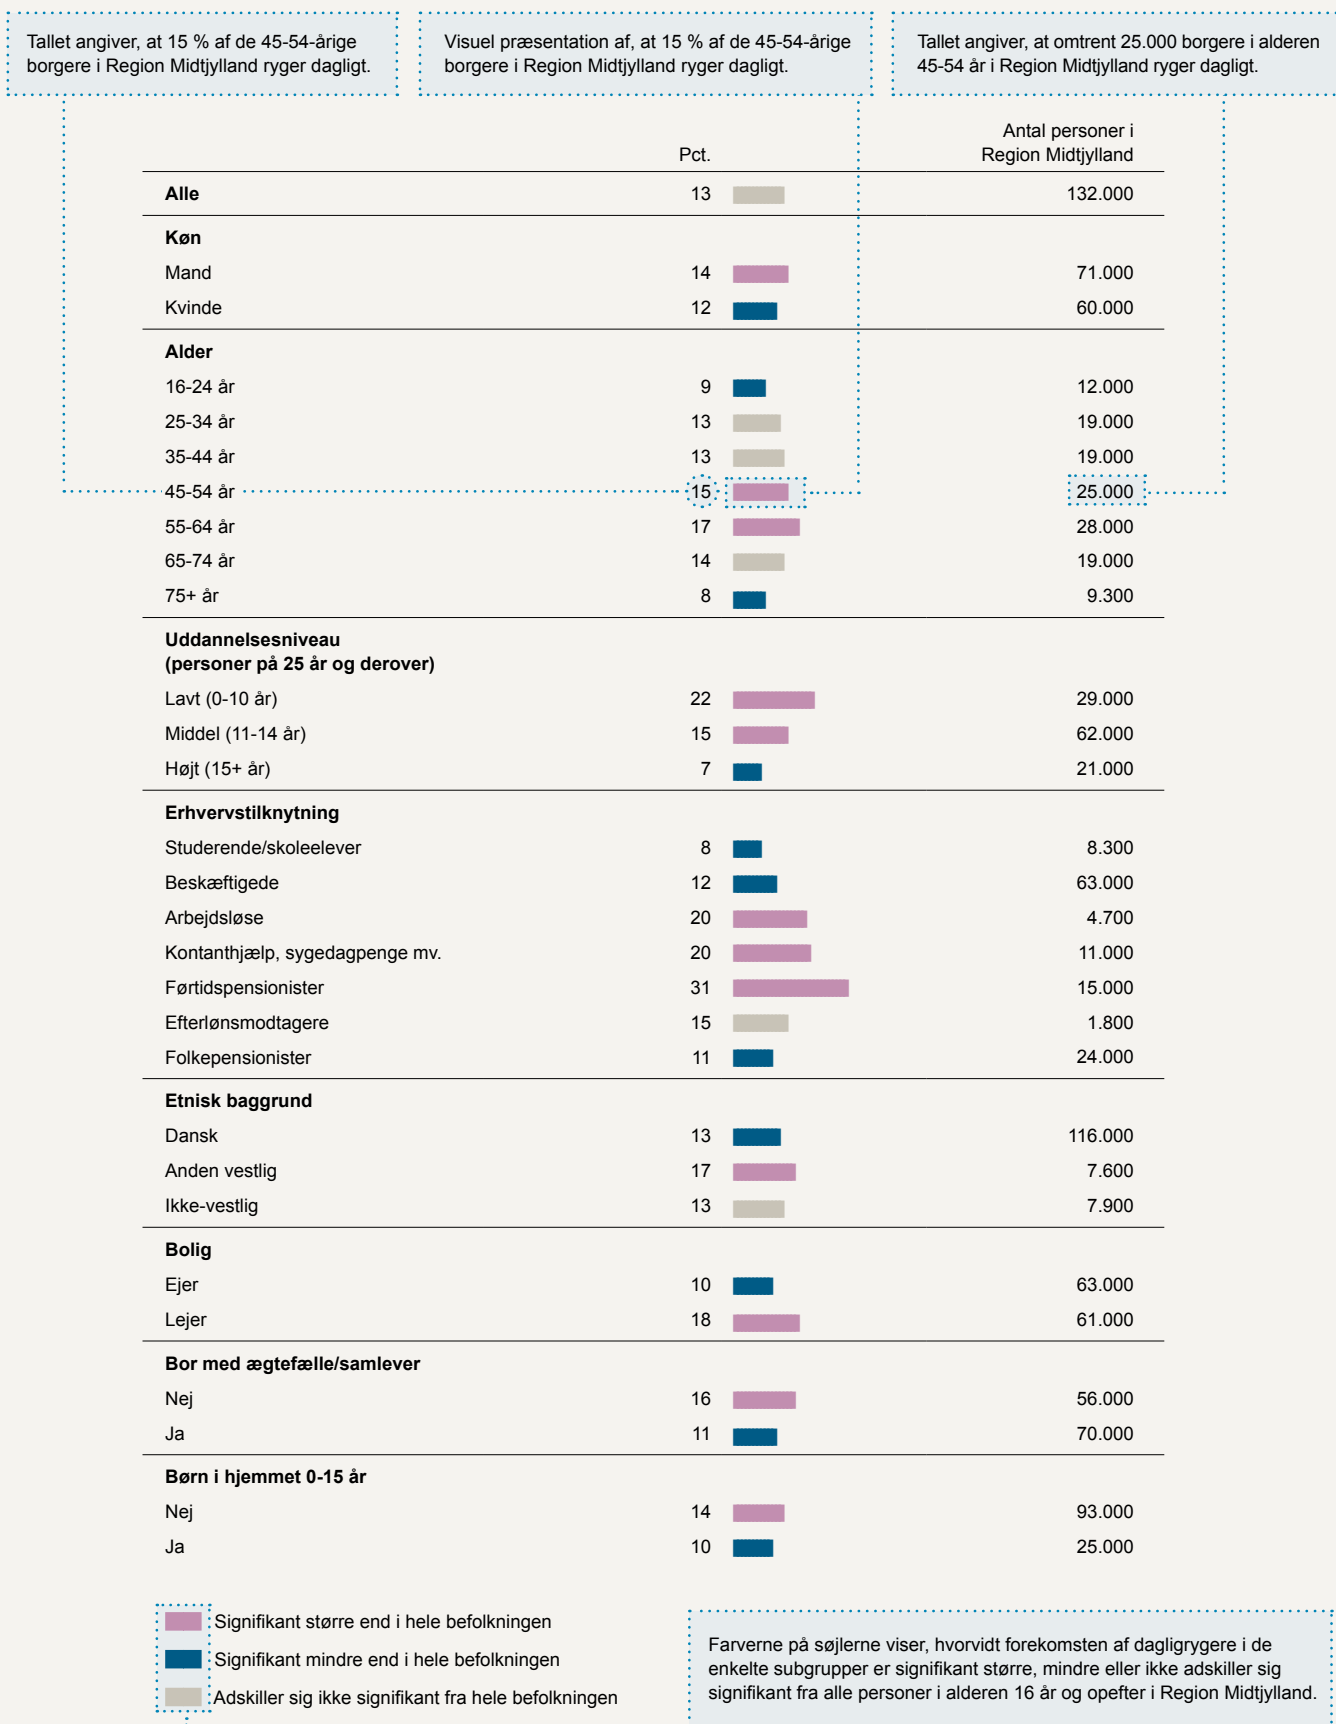 Tallet angiver, at 15 % af de 45-54-årige
borgere i Region Midtjylland ryger dagligt.
Visuel præsentation af, at 15 % af de 45-54-årige
borgere i Region Midtjylland ryger dagligt.
Tallet angiver, at omtrent 25.000 borgere i alderen
45-54 år i Region Midtjylland ryger dagligt.
Pct.
Antal personer i
Region Midtjylland
Alle 13 132.000
Køn
Mand 14 71.000
Kvinde 12 60.000
Alder
16-24 år 9 12.000
25-34 år 13 19.000
35-44 år 13 19.000
45-54 år 15 25.000
55-64 år 17 28.000
65-74 år 14 19.000
75+ år 8 9.300
Uddannelsesniveau
(personer på 25 år og derover)
Lavt (0-10 år) 22 29.000
Middel (11-14 år) 15 62.000
Højt (15+ år) 7 21.000
Erhvervstilknytning
Studerende/skoleelever 8 8.300
Beskæftigede 12 63.000
Arbejdsløse 20 4.700
Kontanthjælp, sygedagpenge mv. 20 11.000
Førtidspensionister 31 15.000
Efterlønsmodtagere 15 1.800
Folkepensionister 11 24.000
Etnisk baggrund
Dansk 13 116.000
Anden vestlig 17 7.600
Ikke-vestlig 13 7.900
Bolig
Ejer 10 63.000
Lejer 18 61.000
Bor med ægtefælle/samlever
Nej 16 56.000
Ja 11 70.000
Børn i hjemmet 0-15 år
Nej 14 93.000
Ja 10 25.000
Signifikant større end i hele befolkningen
Signifikant mindre end i hele befolkningen
Adskiller sig ikke signifikant fra hele befolkningen
Farverne på søjlerne viser, hvorvidt forekomsten af dagligrygere i de
enkelte subgrupper er signifikant større, mindre eller ikke adskiller sig
signifikant fra alle personer i alderen 16 år og opefter i Region Midtjylland.